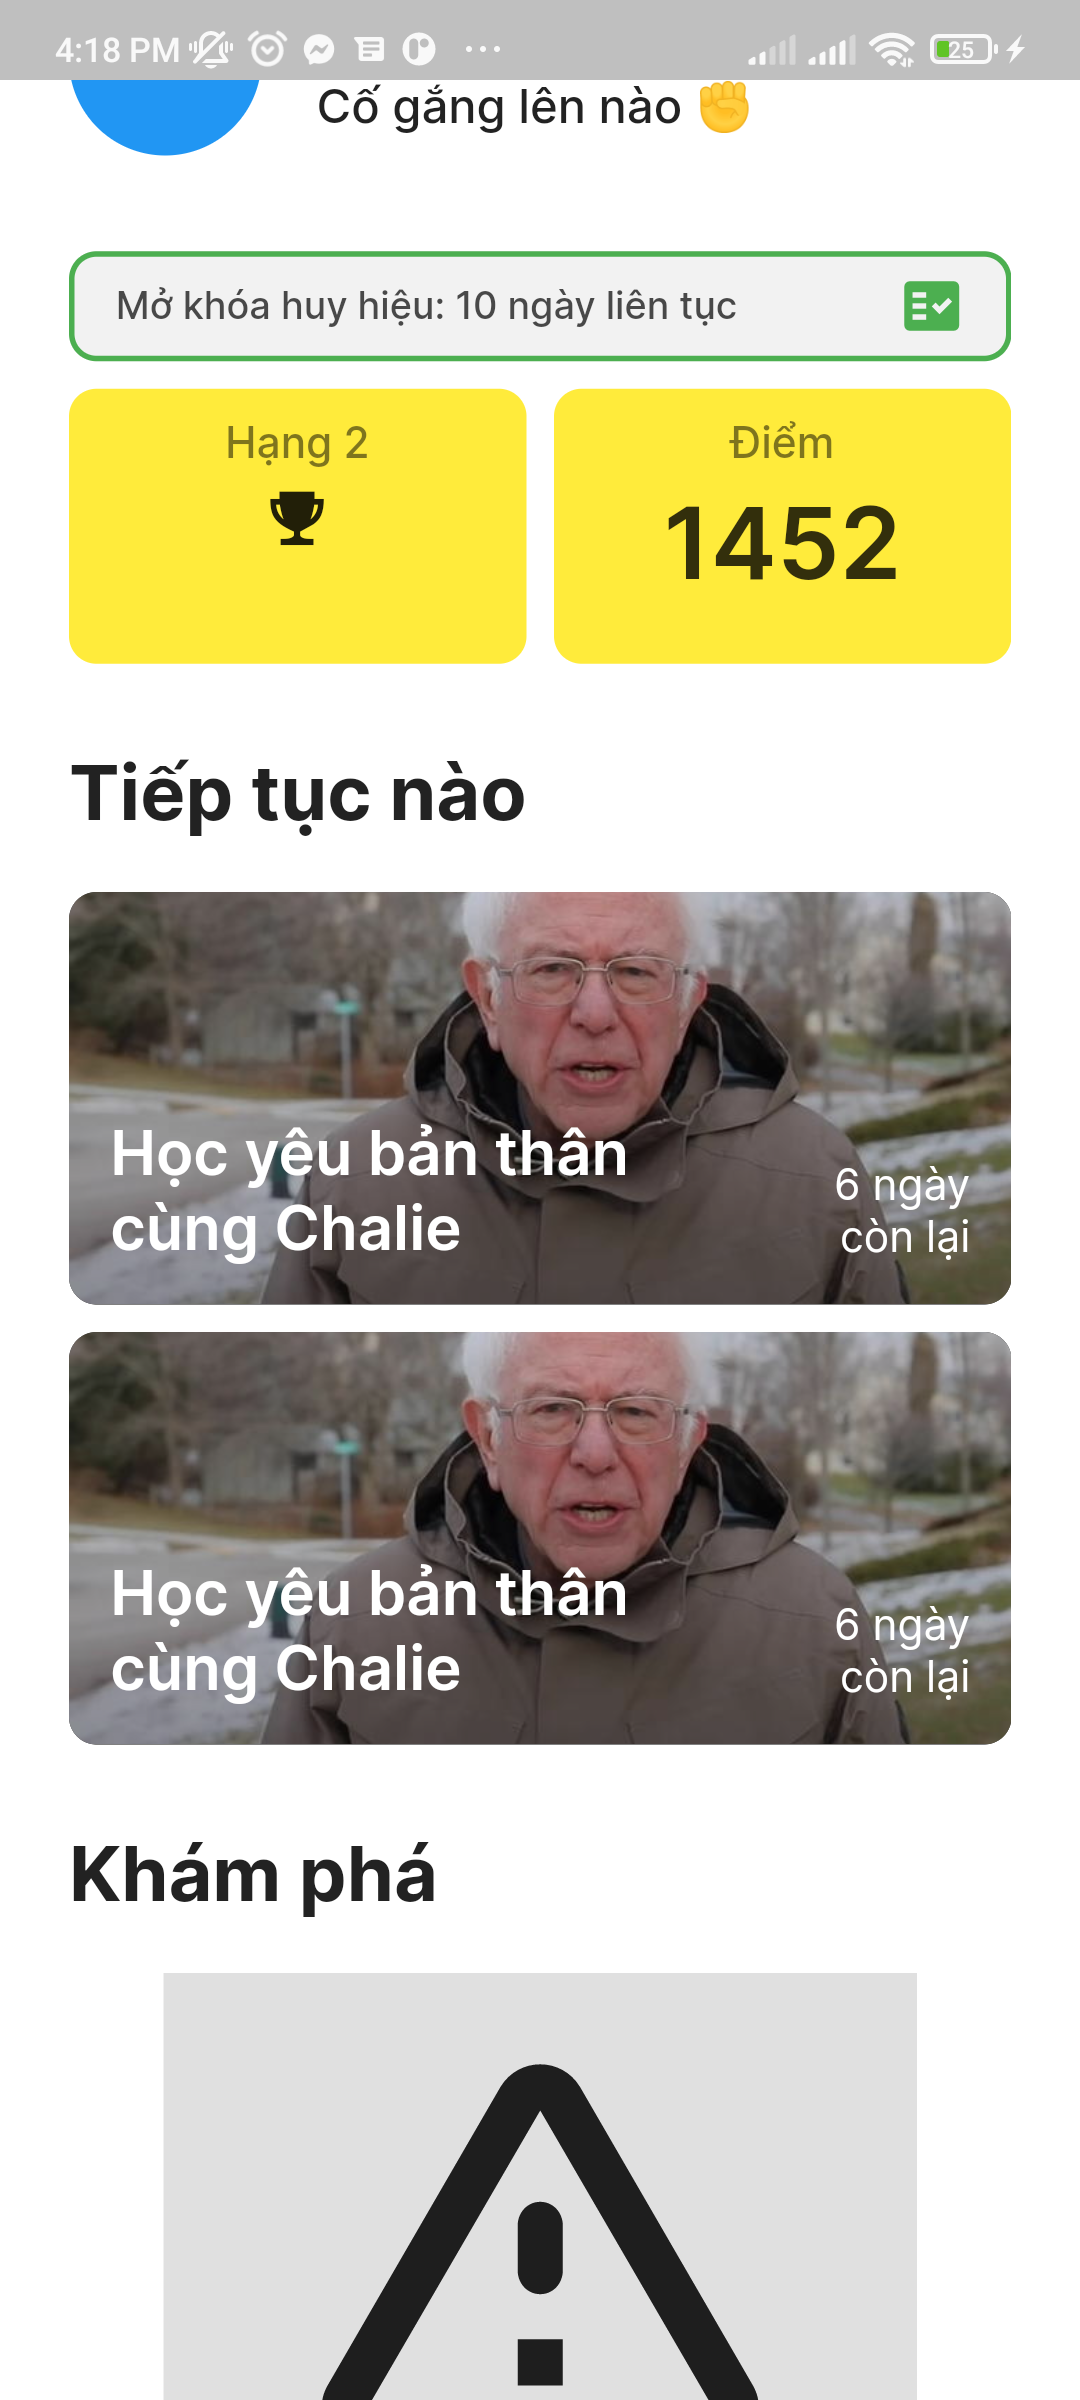 4:18 PM
25
Cố gắng lên nào ✊
Mở khóa huy hiệu: 10 ngày liên tục
Hạng 2
Điểm
1452
Tiếp tục nào
Học yêu bản thân
cùng Chalie
6 ngày
còn lại
Học yêu bản thân
cùng Chalie
6 ngày
còn lại
Khám phá